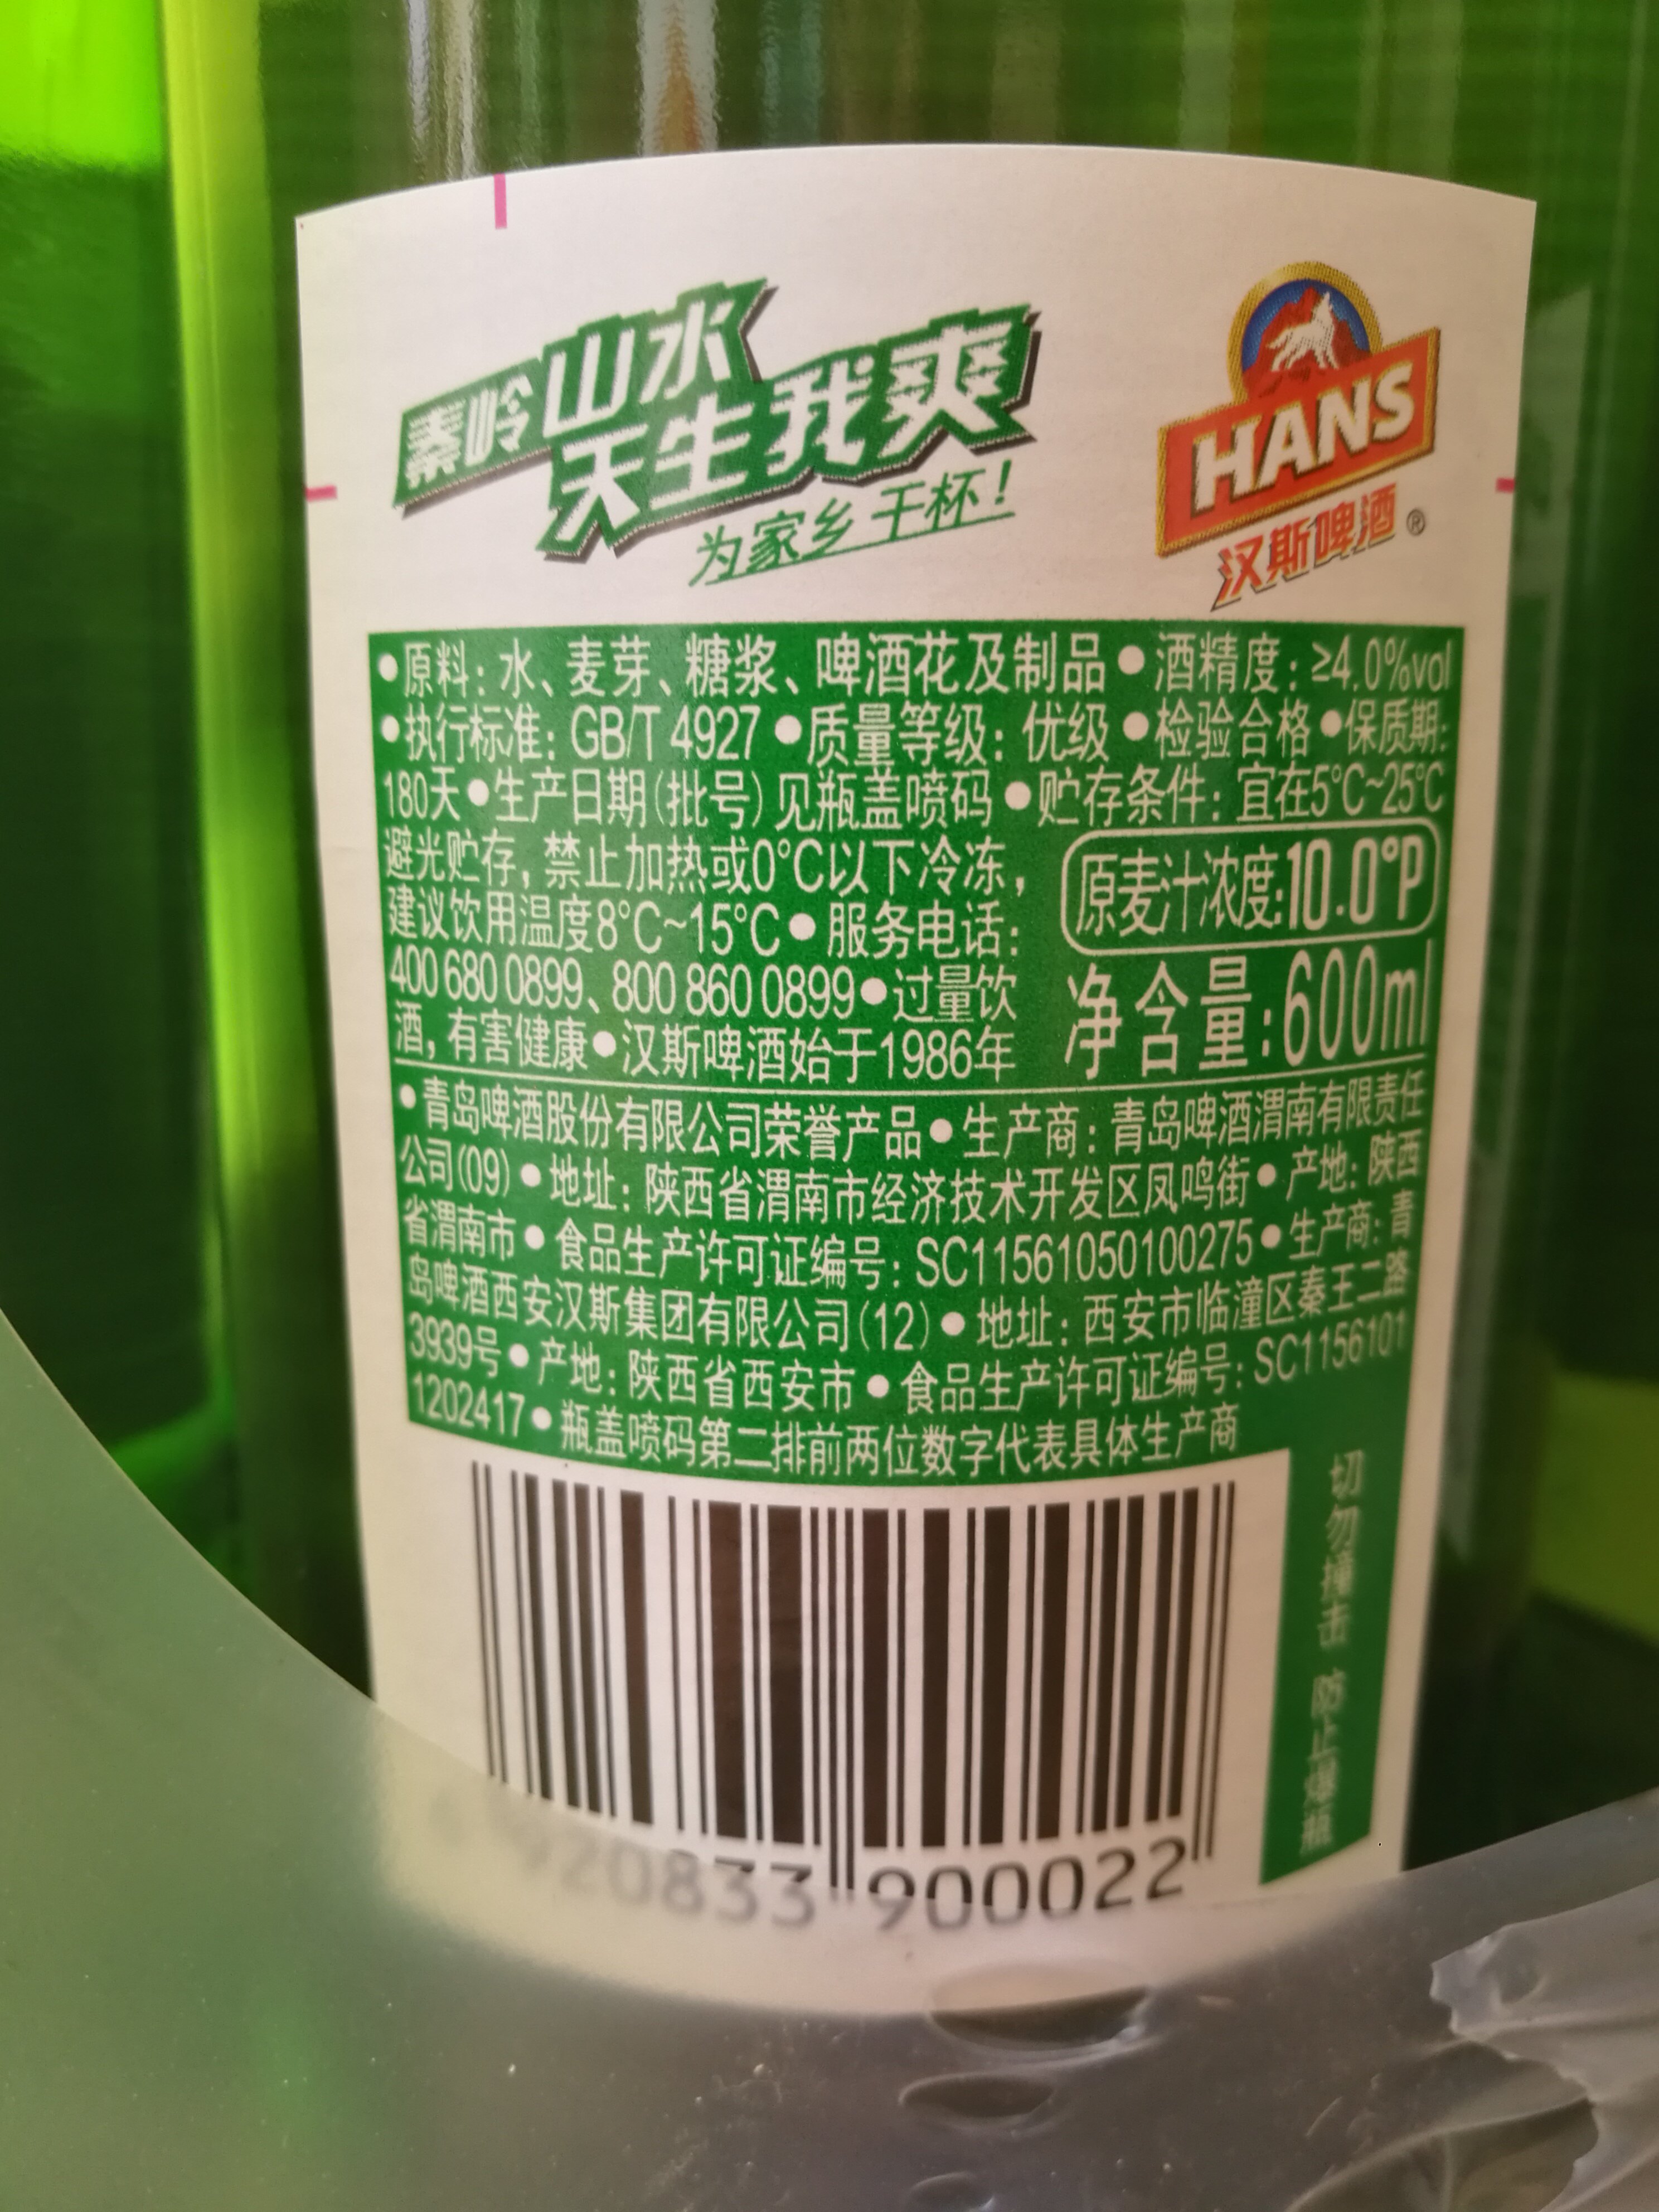 秦岭山水
天生我爽
为家乡干杯！
HANS
汉斯啤酒®
●原料：水、麦芽、糖浆、啤酒花及制品●酒精度：≥4.0%vol
●执行标准：GB/T 4927●质量等级：优级●检验合格●保质期：
180天●生产日期(批号)见瓶盖喷码●贮存条件：宜在5°C~25°C
避光贮存，禁止加热或0°C以下冷冻，
建议饮用温度8°C~15°C●服务电话：
400 680 0899、800 860 0899●过量饮
酒，有害健康●汉斯啤酒始于1986年
原麦汁浓度:10.0°P
净含量:600ml
●青岛啤酒股份有限公司荣誉产品●生产商：青岛啤酒渭南有限责任
公司(09)●地址：陕西省渭南市经济技术开发区凤鸣街●产地：陕西
省渭南市●食品生产许可证编号：SC11561050100275●生产商：青
岛啤酒西安汉斯集团有限公司(12)●地址：西安市临潼区秦王二路
3939号●产地：陕西省西安市●食品生产许可证编号：SC1156101
1202417●瓶盖喷码第二排前两位数字代表具体生产商
切勿撞击 防止爆瓶
920833 900022